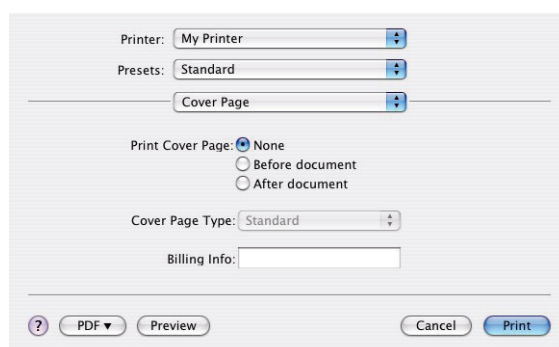 Printer: My Printer
Presets: Standard
Cover Page
Print Cover Page: None
Before document
After document
Cover Page Type: Standard
Billing Info:
? PDF ▼ Preview Cancel Print